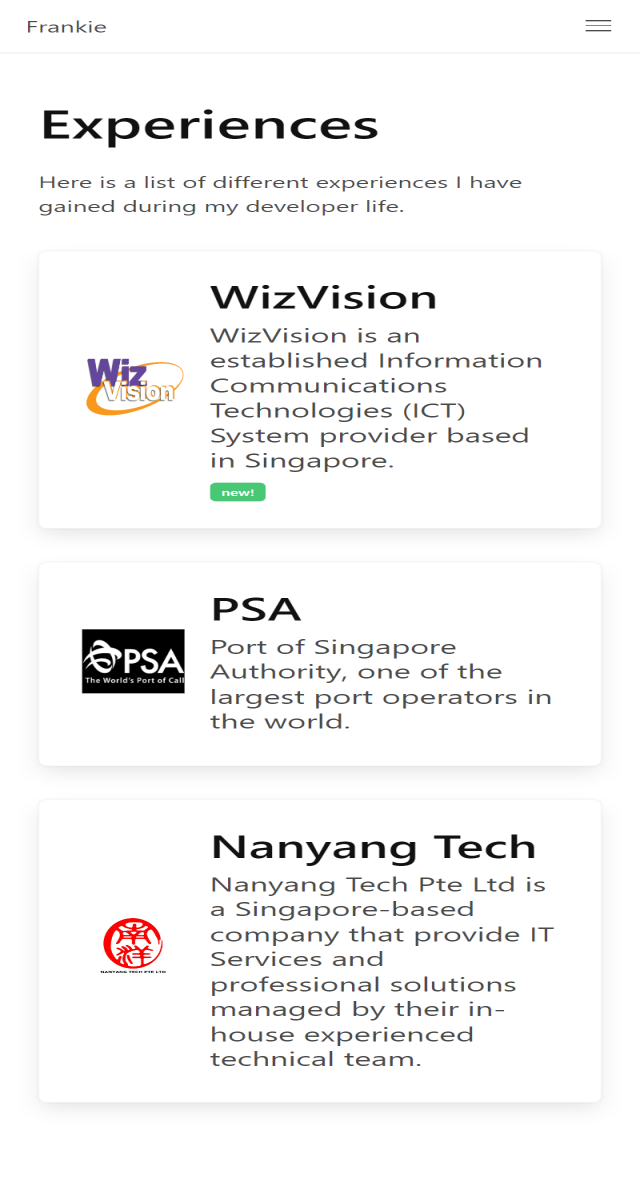 Frankie
Experiences
Here is a list of different experiences I have
gained during my developer life.
WizVision
WizVision is an
established Information
Communications
Technologies (ICT)
System provider based
in Singapore.
new!
Wiz
Vision
PSA
Port of Singapore
Authority, one of the
largest port operators in
the world.
PSA
The World's Port of Call
Nanyang Tech
Nanyang Tech Pte Ltd is
a Singapore-based
company that provide IT
Services and
professional solutions
managed by their in-
house experienced
technical team.
南洋
NANYANG TECH PTE LTD